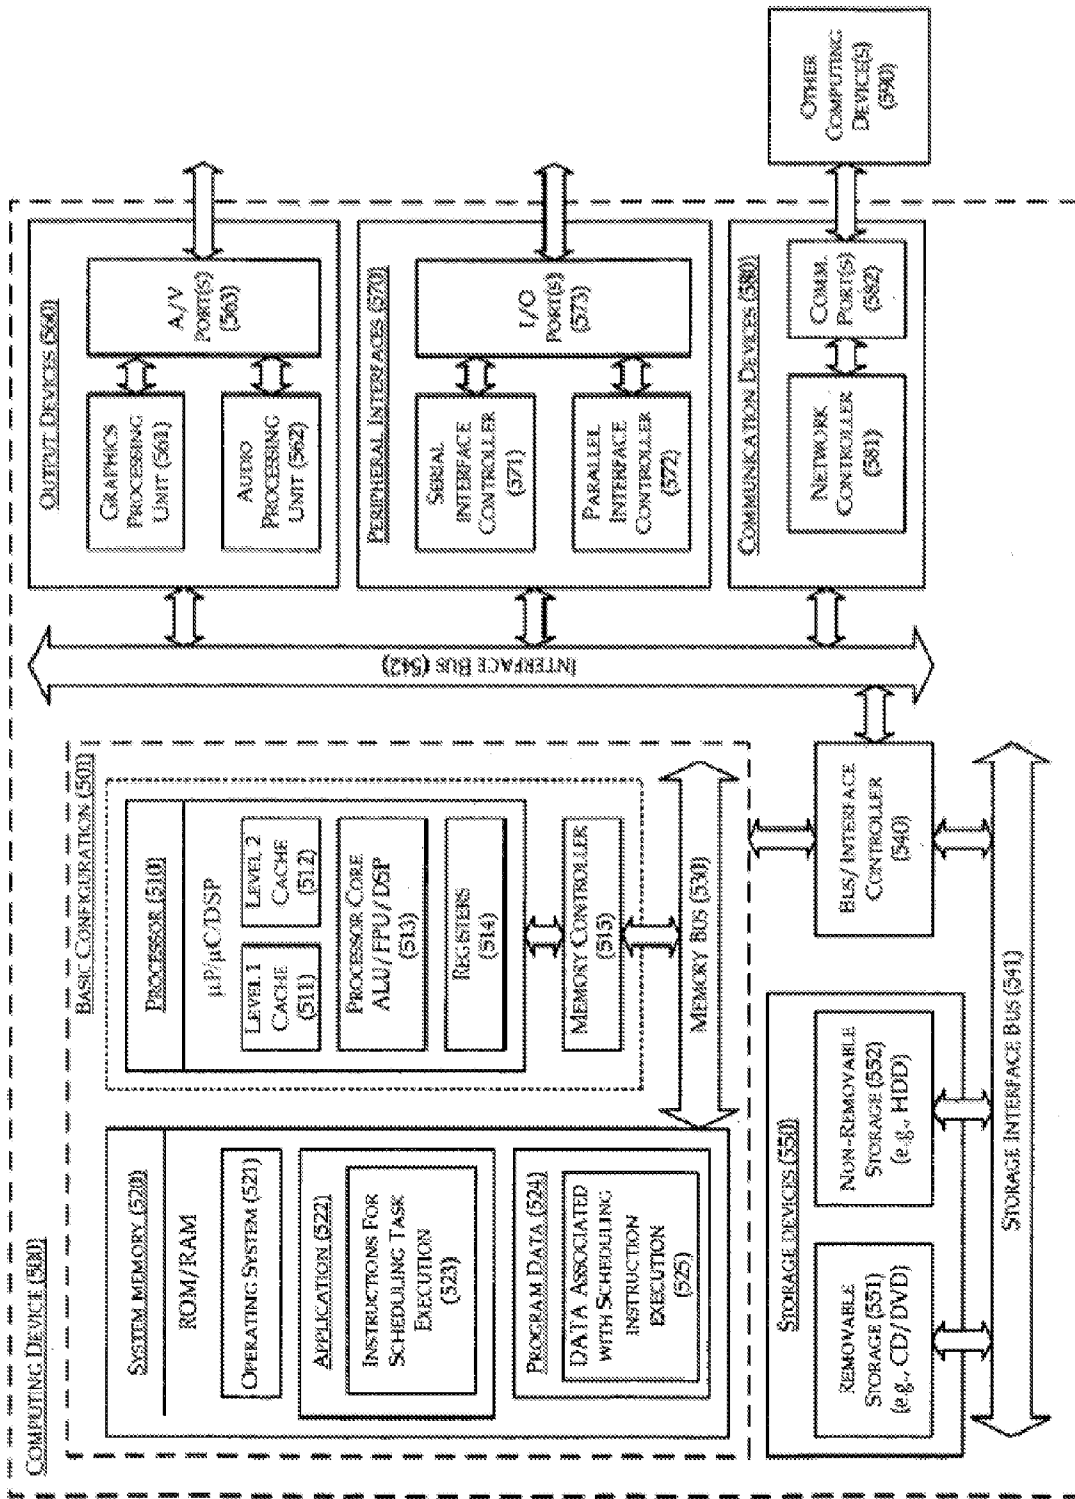 COMPUTING DEVICE (500)
BASIC CONFIGURATION (501)
SYSTEM MEMORY (520)
ROM/RAM
OPERATING SYSTEM (521)
APPLICATION (522)
INSTRUCTIONS FOR
SCHEDULING TASK
EXECUTION
(523)
PROGRAM DATA (524)
DATA ASSOCIATED
WITH SCHEDULING
INSTRUCTION
EXECUTION
(525)
PROCESSOR (510)
µP/µC/DSP
LEVEL 1
CACHE
(511)
LEVEL 2
CACHE
(512)
PROCESSOR CORE
ALU/FPU/DSP
(513)
REGISTERS
(514)
MEMORY CONTROLLER
(515)
MEMORY BUS (530)
STORAGE DEVICES (550)
REMOVABLE
STORAGE (551)
(e.g., CD/DVD)
NON-REMOVABLE
STORAGE (552)
(e.g., HDD)
STORAGE INTERFACE BUS (541)
BUS/INTERFACE
CONTROLLER
(540)
INTERFACE BUS (542)
OUTPUT DEVICES (560)
GRAPHICS
PROCESSING
UNIT (561)
AUDIO
PROCESSING
UNIT (562)
A/V
PORT(S)
(563)
PERIPHERAL INTERFACES (570)
SERIAL
INTERFACE
CONTROLLER
(571)
PARALLEL
INTERFACE
CONTROLLER
(572)
I/O
PORT(S)
(573)
COMMUNICATION DEVICES (580)
NETWORK
CONTROLLER
(581)
COMM.
PORT(S)
(582)
OTHER
COMPUTING
DEVICE(S)
(590)